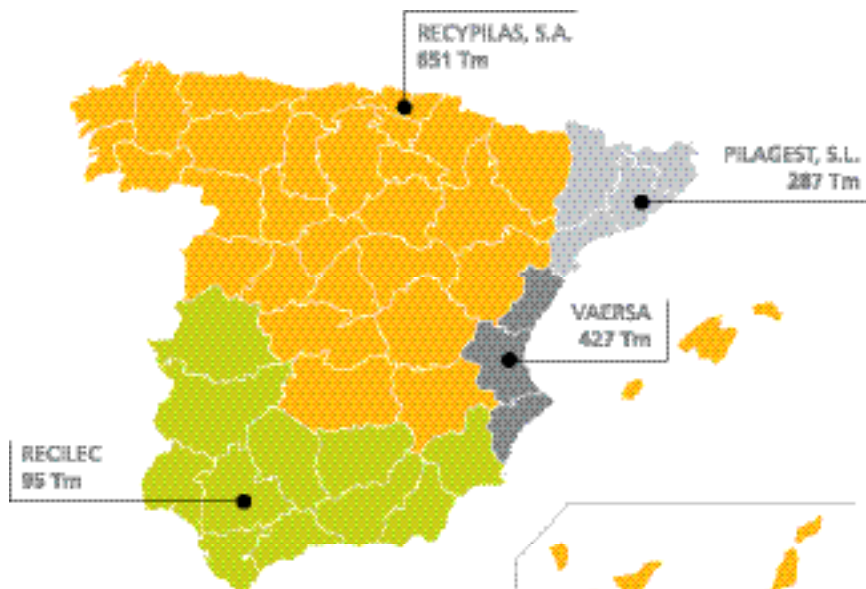 RECYPILAS, S.A.
651 Tm
PILAGEST, S.L.
287 Tm
VAERSA
427 Tm
RECILEC
95 Tm